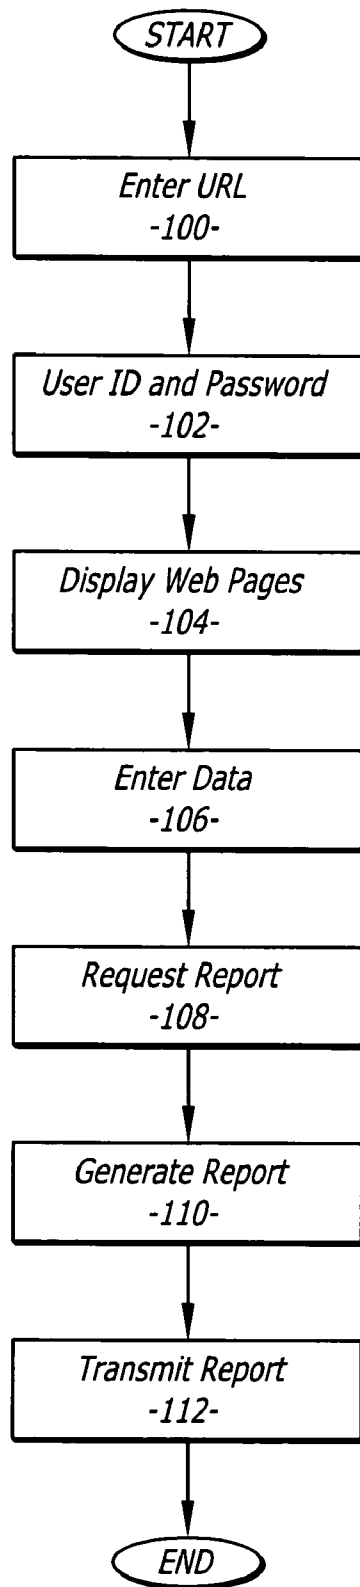 START
Enter URL
-100-
User ID and Password
-102-
Display Web Pages
-104-
Enter Data
-106-
Request Report
-108-
Generate Report
-110-
Transmit Report
-112-
END